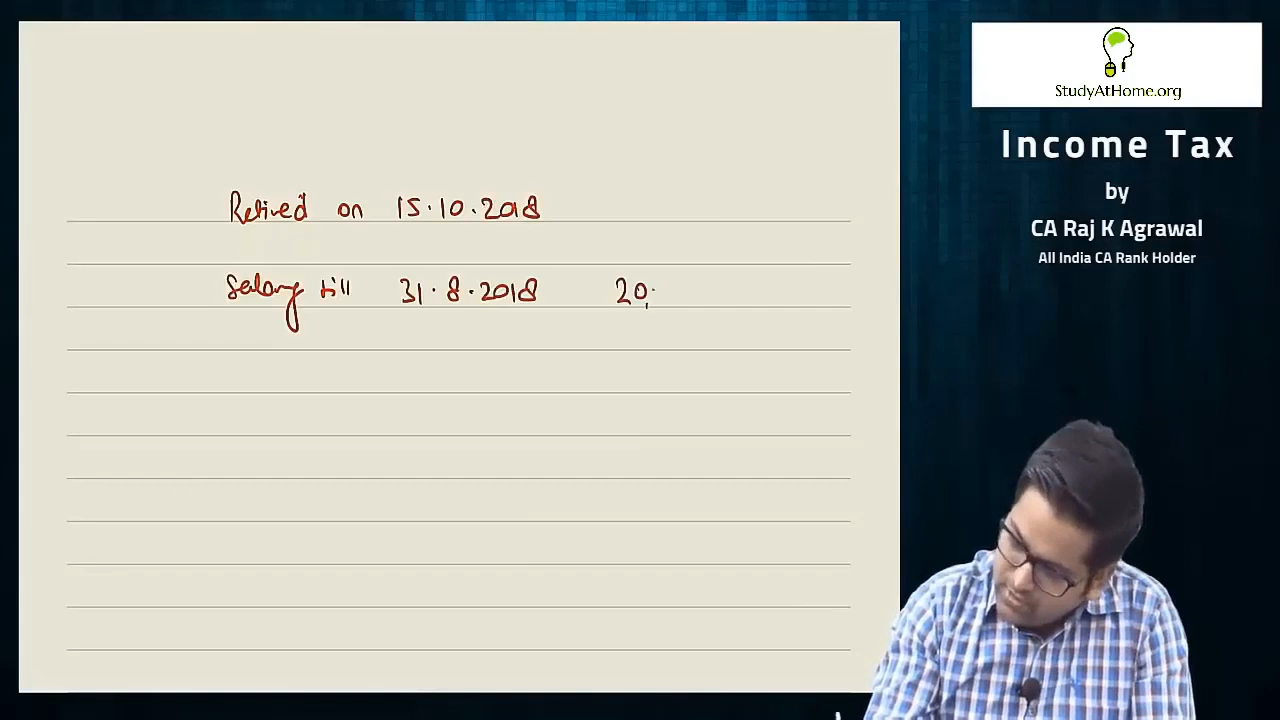 StudyAtHome.org
Income Tax
by
CA Raj K Agrawal
All India CA Rank Holder
Retired on 15.10.2018
Salary till 31.8.2018 20,